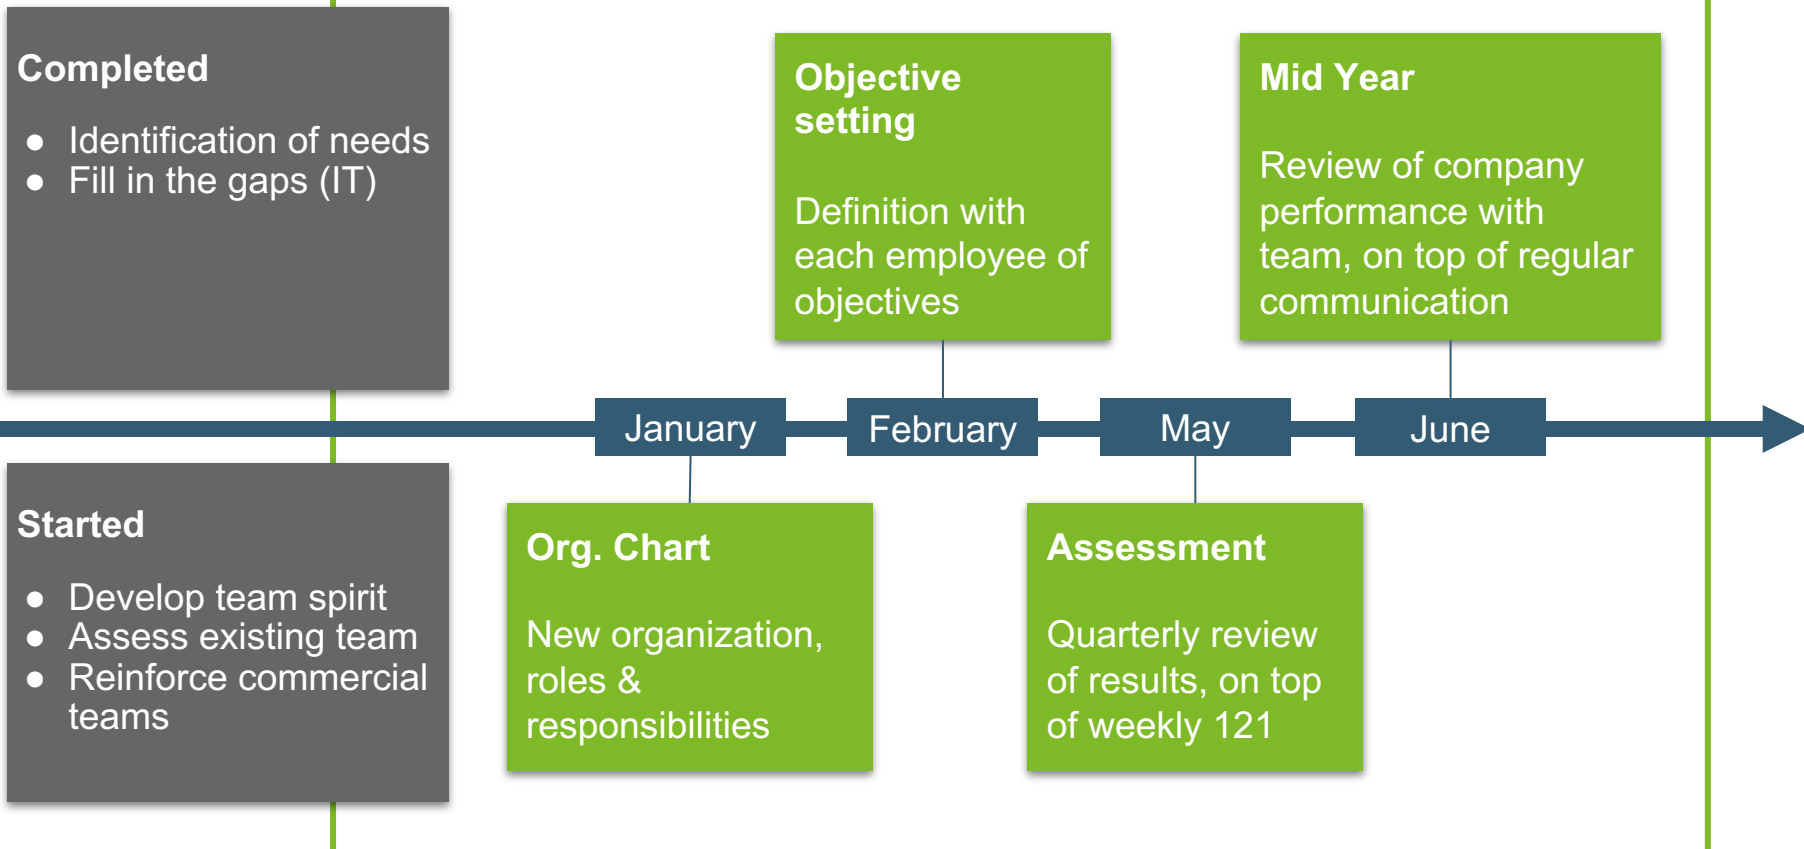 Completed
● Identification of needs
● Fill in the gaps (IT)
Objective
setting
Definition with
each employee of
objectives
Mid Year
Review of company
performance with
team, on top of regular
communication
January
February
May
June
Started
● Develop team spirit
● Assess existing team
● Reinforce commercial
teams
Org. Chart
New organization,
roles &
responsibilities
Assessment
Quarterly review
of results, on top
of weekly 121